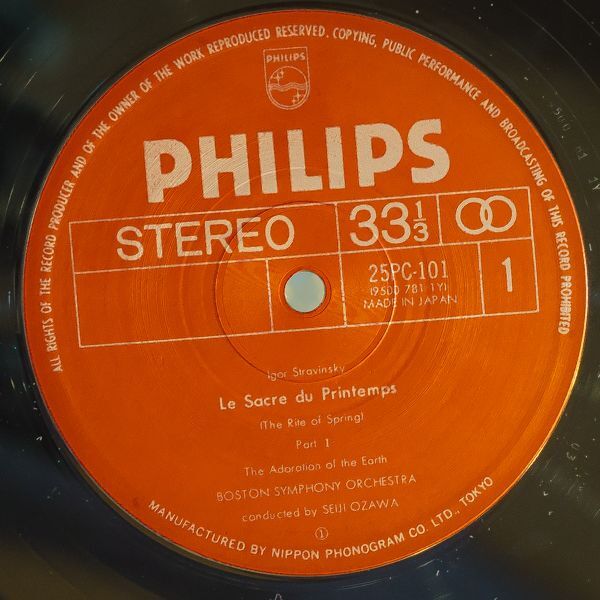 ALL RIGHTS OF THE RECORD PRODUCER AND OF THE OWNER OF THE WORK REPRODUCED RESERVED. COPYING, PUBLIC PERFORMANCE AND BROADCASTING OF THIS RECORD PROHIBITED
PHILIPS
PHILIPS
STEREO
33 1/3
25PC-101
(9500 781 1Y)
MADE IN JAPAN
1
Igor Stravinsky
Le Sacre du Printemps
(The Rite of Spring)
Part 1
The Adoration of the Earth
BOSTON SYMPHONY ORCHESTRA
conducted by SEIJI OZAWA
①
MANUFACTURED BY NIPPON PHONOGRAM CO. LTD., TOKYO